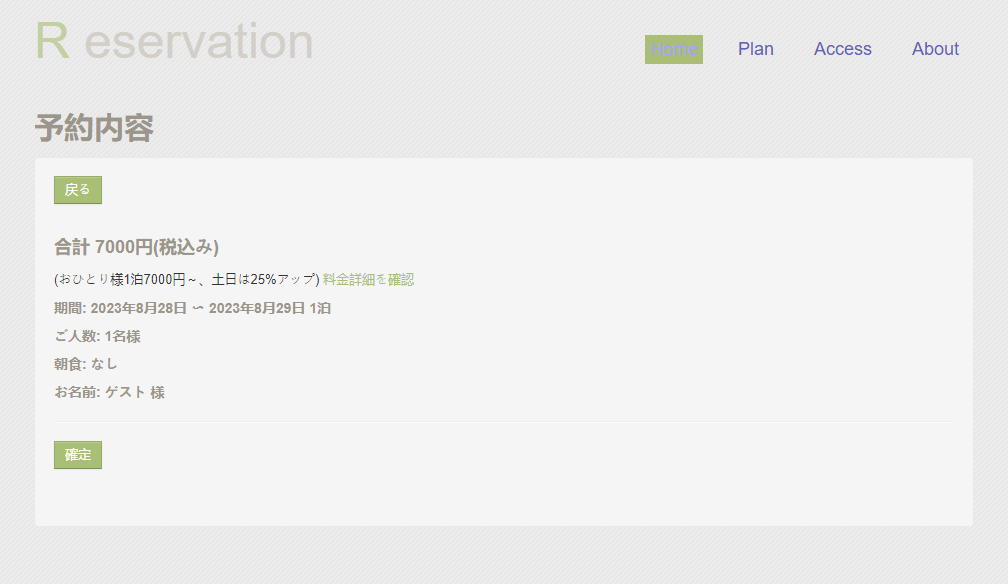 R eservation
Home Plan Access About
予約内容
戻る
合計 7000円(税込み)
(おひとり様1泊7000円～、土日は25%アップ) 料金詳細を確認
期間: 2023年8月28日 〜 2023年8月29日 1泊
ご人数: 1名様
朝食: なし
お名前: ゲスト 様
確定